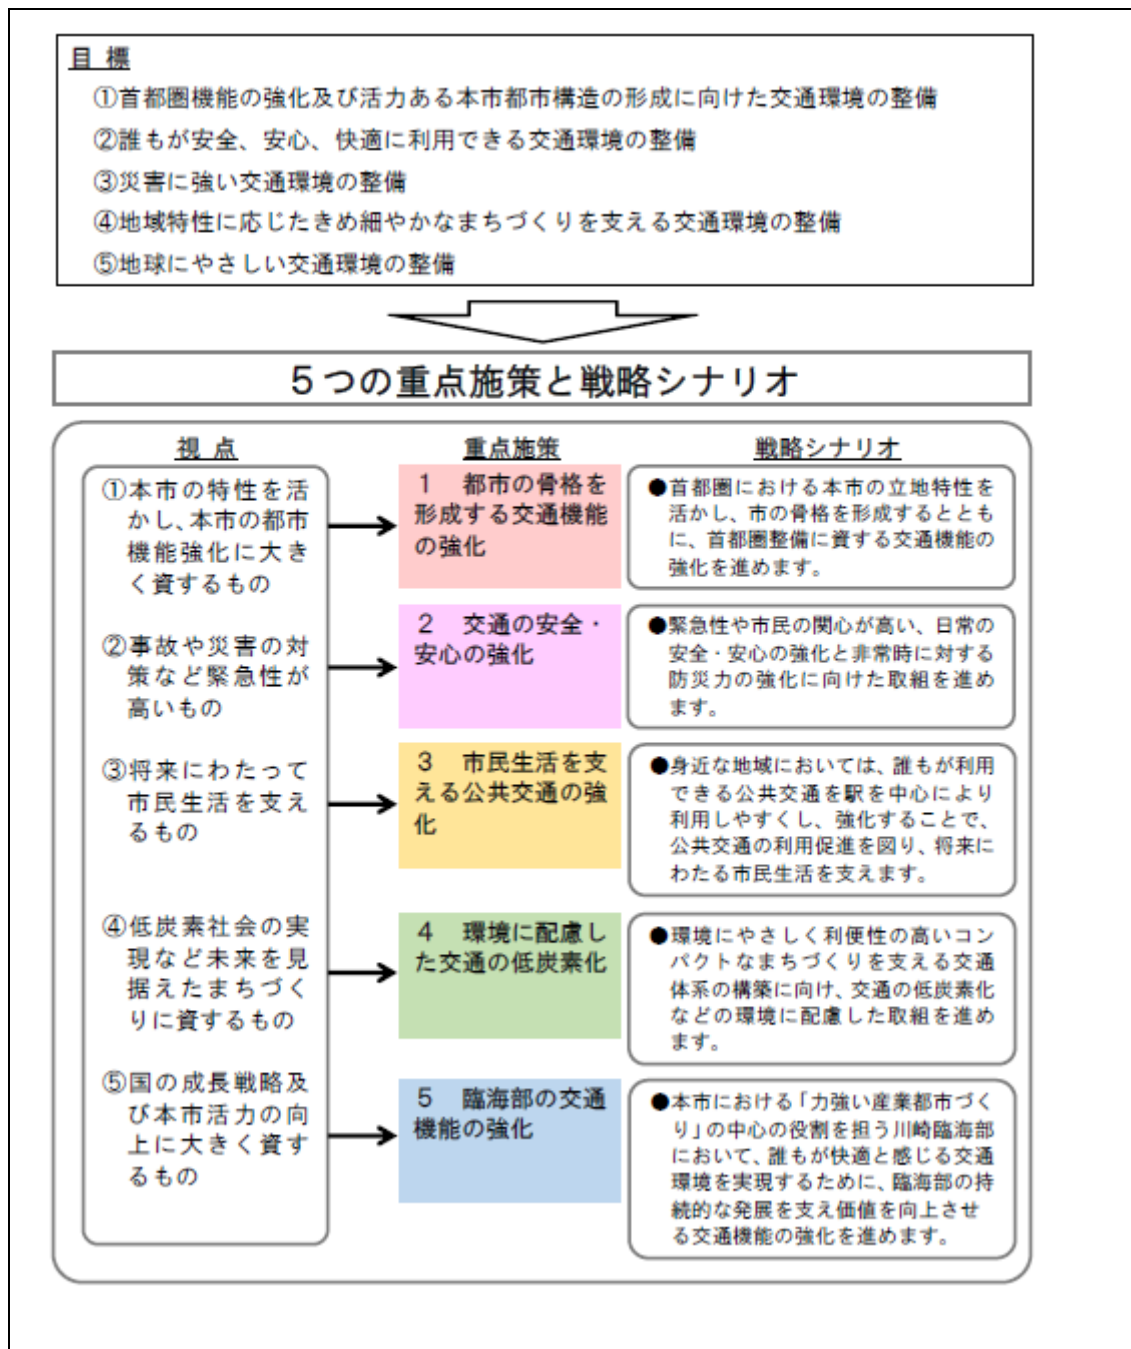 目 標
①首都圏機能の強化及び活力ある本市都市構造の形成に向けた交通環境の整備
②誰もが安全、安心、快適に利用できる交通環境の整備
③災害に強い交通環境の整備
④地域特性に応じたきめ細やかなまちづくりを支える交通環境の整備
⑤地球にやさしい交通環境の整備
5つの重点施策と戦略シナリオ
視 点
①本市の特性を活
かし、本市の都市
機能強化に大き
く資するもの
②事故や災害の対
策など緊急性が
高いもの
③将来にわたって
市民生活を支え
るもの
④低炭素社会の実
現など未来を見
据えたまちづく
りに資するもの
⑤国の成長戦略及
び本市活力の向
上に大きく資す
るもの
重点施策
1 都市の骨格を
形成する交通機能
の強化
2 交通の安全・
安心の強化
3 市民生活を支
える公共交通の強
化
4 環境に配慮し
た交通の低炭素化
5 臨海部の交通
機能の強化
戦略シナリオ
●首都圏における本市の立地特性を
活かし、市の骨格を形成するととも
に、首都圏整備に資する交通機能の
強化を進めます。
●緊急性や市民の関心が高い、日常の
安全・安心の強化と非常時に対する
防災力の強化に向けた取組を進め
ます。
●身近な地域においては、誰もが利用
できる公共交通を駅を中心により
利用しやすくし、強化することで、
公共交通の利用促進を図り、将来に
わたる市民生活を支えます。
●環境にやさしく利便性の高いコン
パクトなまちづくりを支える交通
体系の構築に向け、交通の低炭素化
などの環境に配慮した取組を進め
ます。
●本市における「力強い産業都市づく
り」の中心の役割を担う川崎臨海部
において、誰もが快適と感じる交通
環境を実現するために、臨海部の持
続的な発展を支え価値を向上させ
る交通機能の強化を進めます。